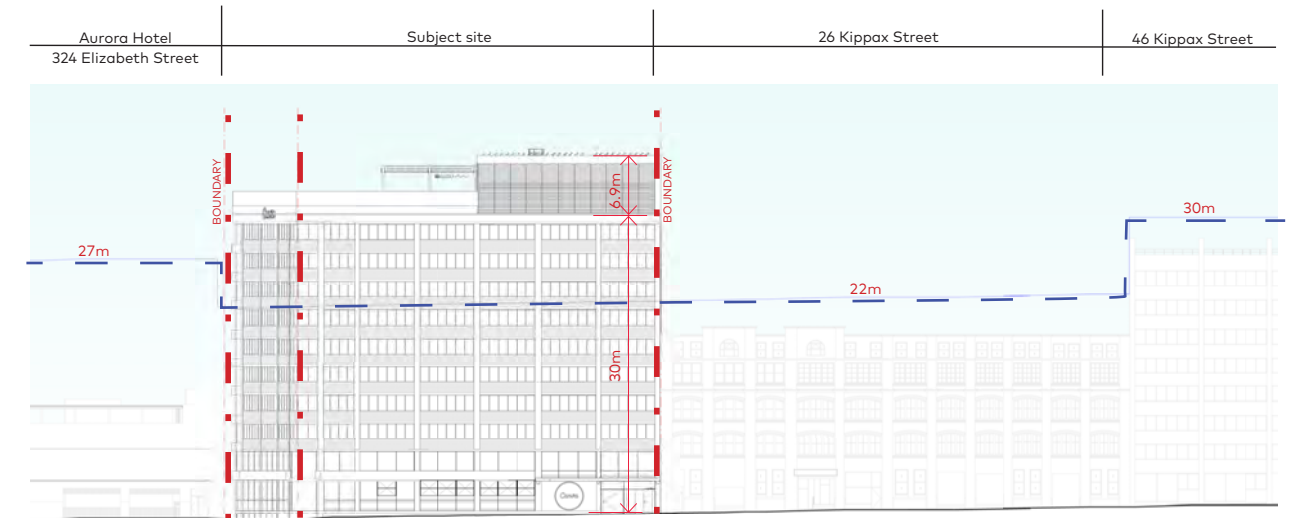 Aurora Hotel
324 Elizabeth Street
Subject site
26 Kippax Street
46 Kippax Street
BOUNDARY
BOUNDARY
6.9m
27m
30m
22m
30m
Canva